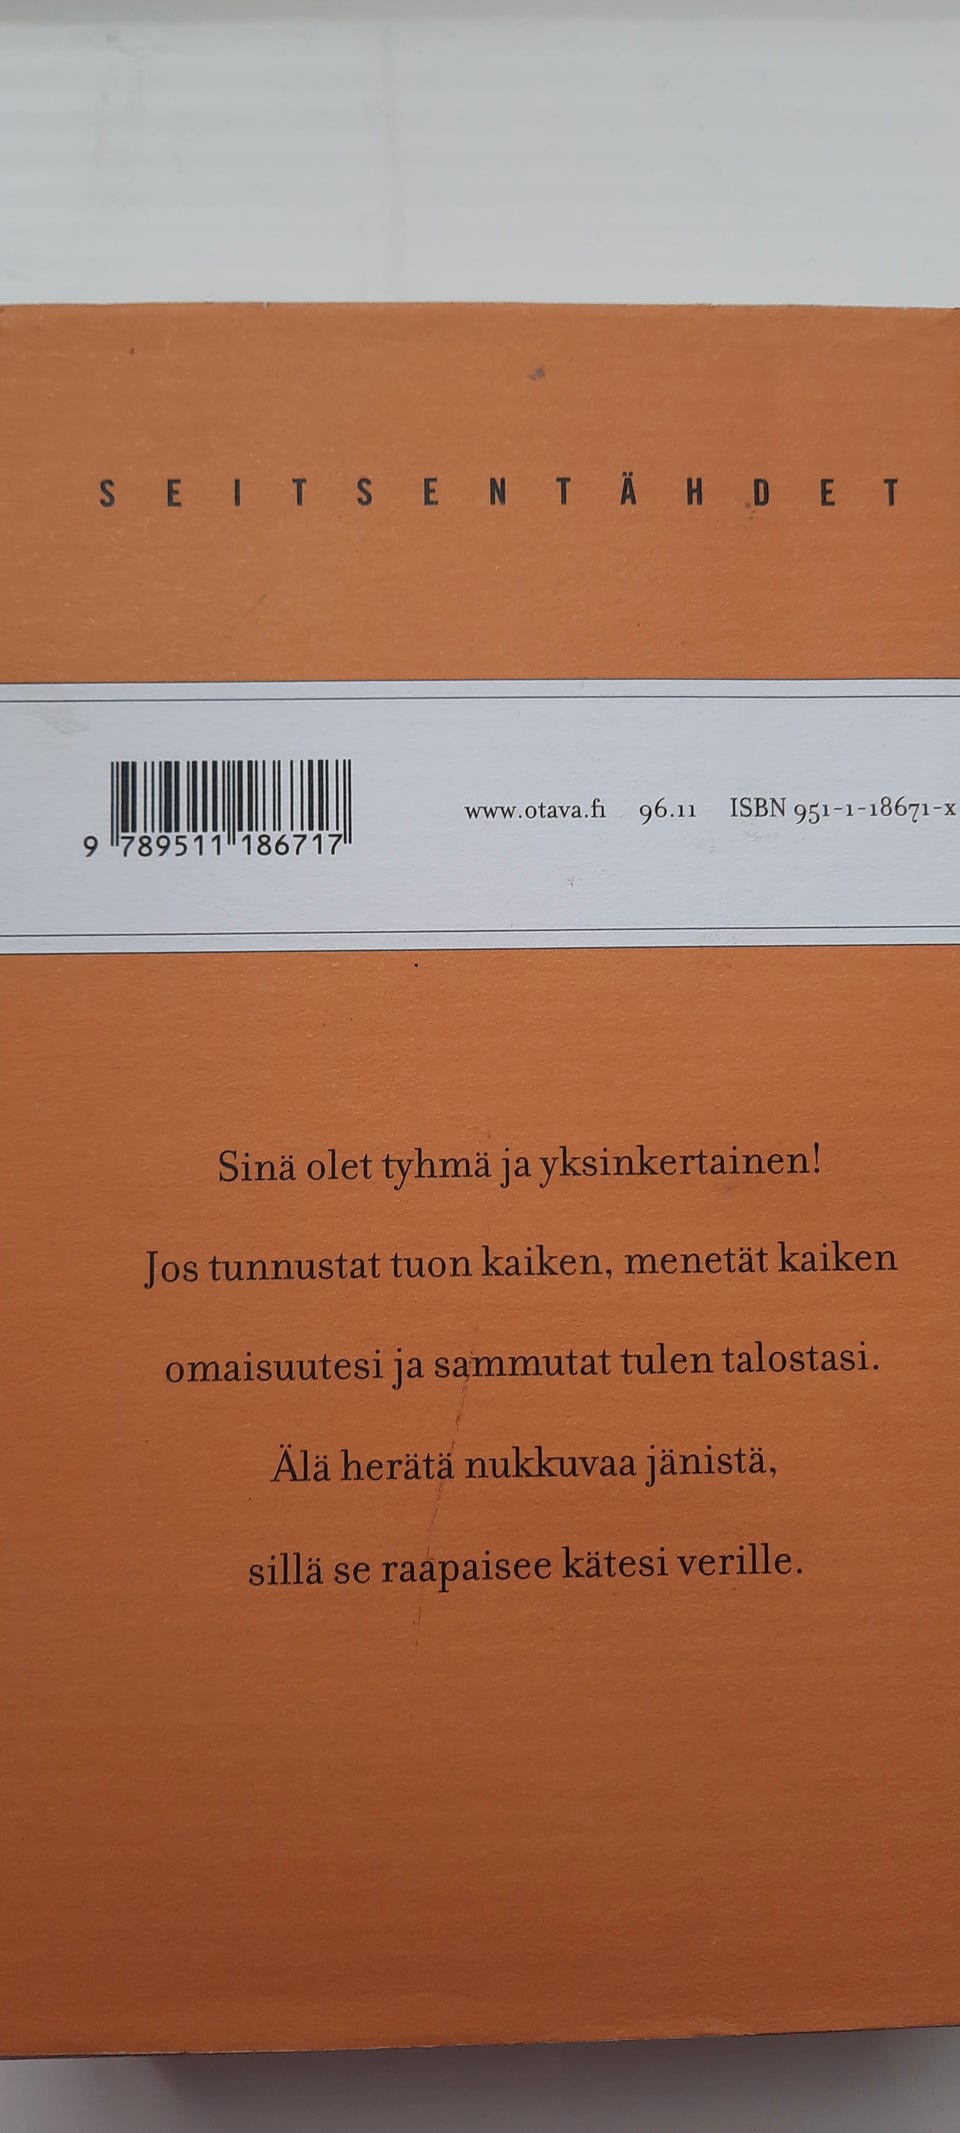 SEITSENTÄHDET
9 789511 186717
www.otava.fi 96.11 ISBN 951-1-18671-x
Sinä olet tyhmä ja yksinkertainen!
Jos tunnustat tuon kaiken, menetät kaiken
omaisuutesi ja sammutat tulen talostasi.
Älä herätä nukkuvaa jänistä,
sillä se raapaisee kätesi verille.